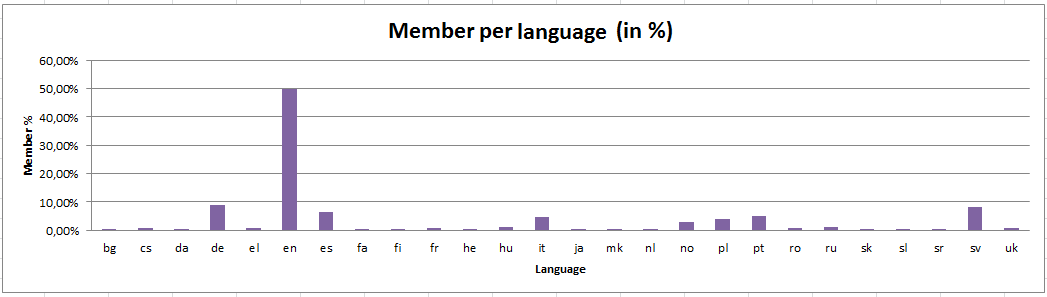 Member per language (in %)
60,00%
50,00%
40,00%
30,00%
20,00%
10,00%
0,00%
Member %
bg cs da de el en es fa fi fr he hu it ja mk nl no pl pt ro ru sk sl sr sv uk
Language